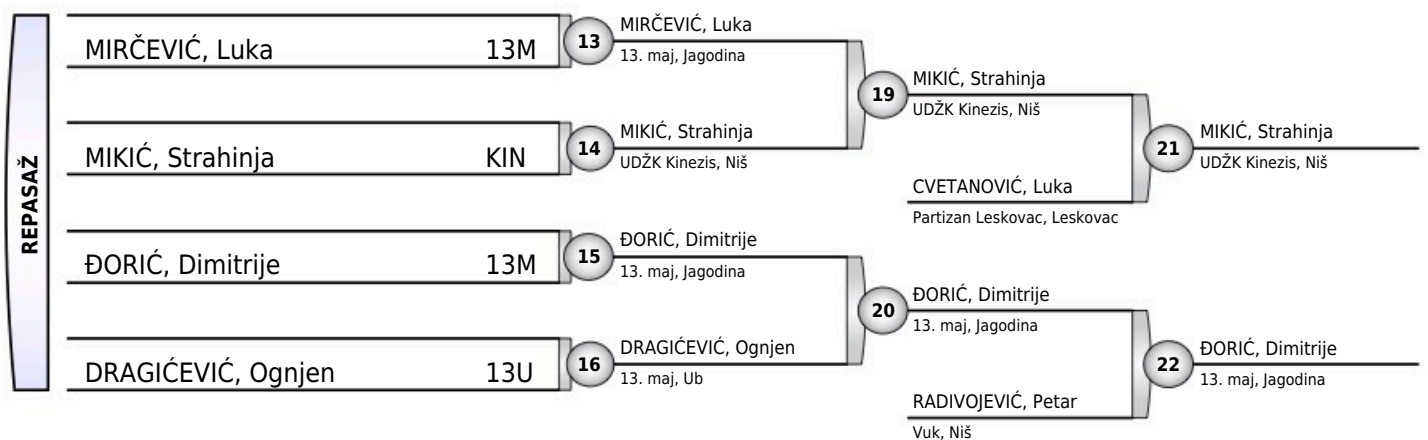 REPASAŽ
MIRČEVIĆ, Luka 13M
13
MIRČEVIĆ, Luka
13. maj, Jagodina
19
MIKIĆ, Strahinja
UDŽK Kinezis, Niš
MIKIĆ, Strahinja KIN
14
MIKIĆ, Strahinja
UDŽK Kinezis, Niš
21
MIKIĆ, Strahinja
UDŽK Kinezis, Niš
CVETANOVIĆ, Luka
Partizan Leskovac, Leskovac
ĐORIĆ, Dimitrije 13M
15
ĐORIĆ, Dimitrije
13. maj, Jagodina
20
ĐORIĆ, Dimitrije
13. maj, Jagodina
DRAGIĆEVIĆ, Ognjen 13U
16
DRAGIĆEVIĆ, Ognjen
13. maj, Ub
22
ĐORIĆ, Dimitrije
13. maj, Jagodina
RADIVOJEVIĆ, Petar
Vuk, Niš